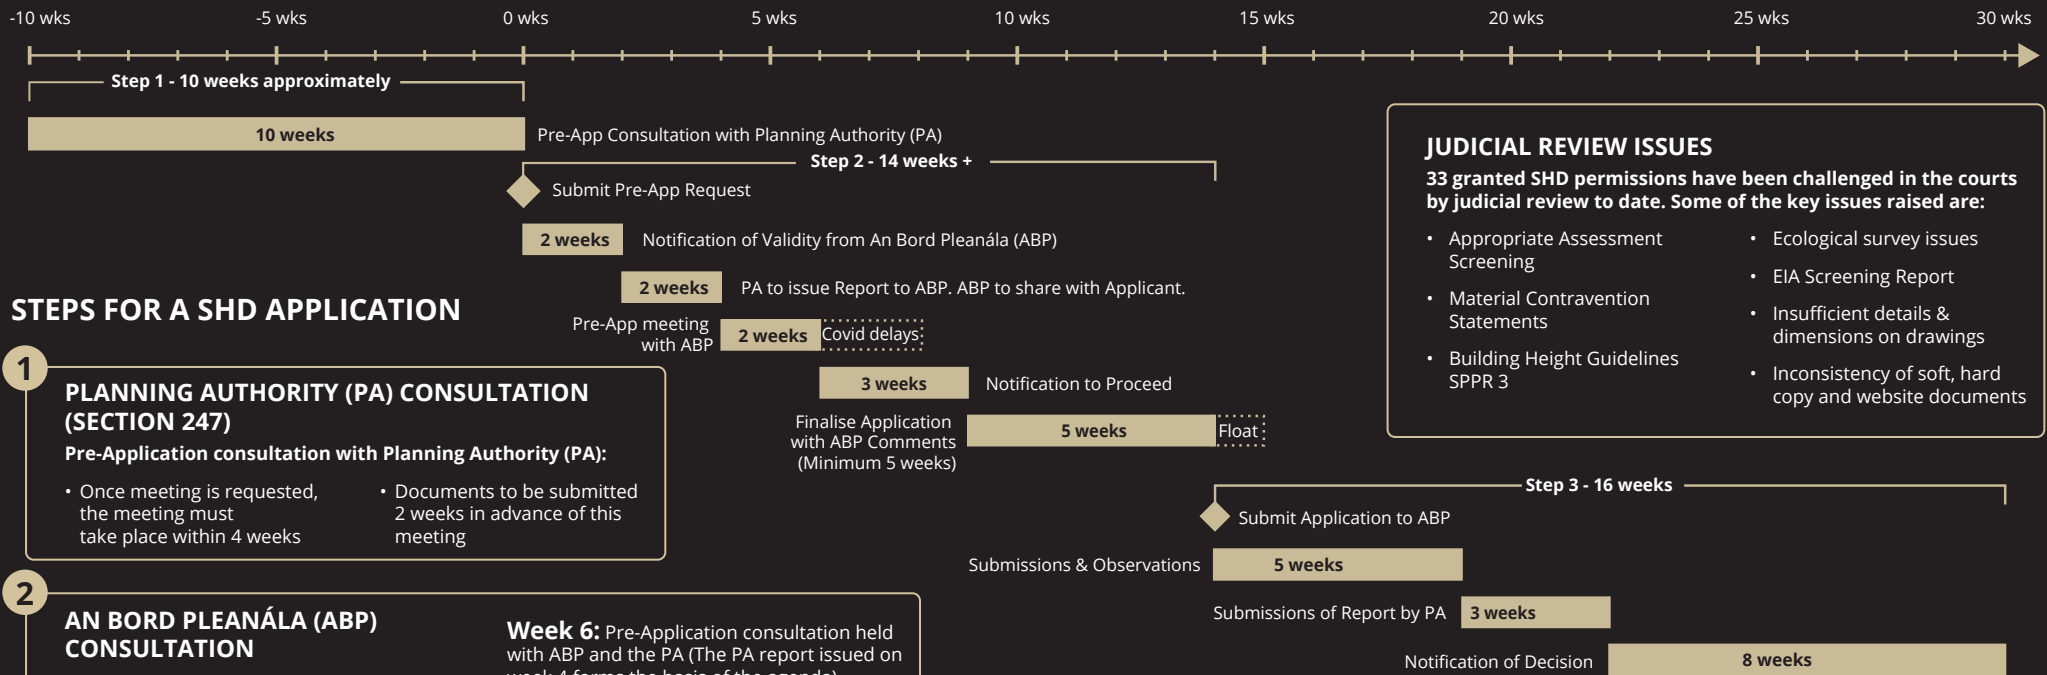 -10 wks -5 wks 0 wks 5 wks 10 wks 15 wks 20 wks 25 wks 30 wks
Step 1 - 10 weeks approximately
10 weeks Pre-App Consultation with Planning Authority (PA)
Step 2 - 14 weeks +
Submit Pre-App Request
2 weeks Notification of Validity from An Bord Pleanála (ABP)
2 weeks PA to issue Report to ABP. ABP to share with Applicant.
Pre-App meeting
with ABP
2 weeks Covid delays
3 weeks Notification to Proceed
Finalise Application
with ABP Comments
(Minimum 5 weeks)
5 weeks Float
Step 3 - 16 weeks
Submit Application to ABP
Submissions & Observations 5 weeks
Submissions of Report by PA 3 weeks
Notification of Decision 8 weeks
JUDICIAL REVIEW ISSUES
33 granted SHD permissions have been challenged in the courts
by judicial review to date. Some of the key issues raised are:
• Appropriate Assessment
Screening
• Material Contravention
Statements
• Building Height Guidelines
SPPR 3
• Ecological survey issues
• EIA Screening Report
• Insufficient details &
dimensions on drawings
• Inconsistency of soft, hard
copy and website documents
STEPS FOR A SHD APPLICATION
1
PLANNING AUTHORITY (PA) CONSULTATION
(SECTION 247)
Pre-Application consultation with Planning Authority (PA):
• Once meeting is requested,
the meeting must
take place within 4 weeks
• Documents to be submitted
2 weeks in advance of this
meeting
2
AN BORD PLEANÁLA (ABP)
CONSULTATION
Week 6: Pre-Application consultation held
with ABP and the PA (The PA report issued on
week 4 forms the basis of the agenda)